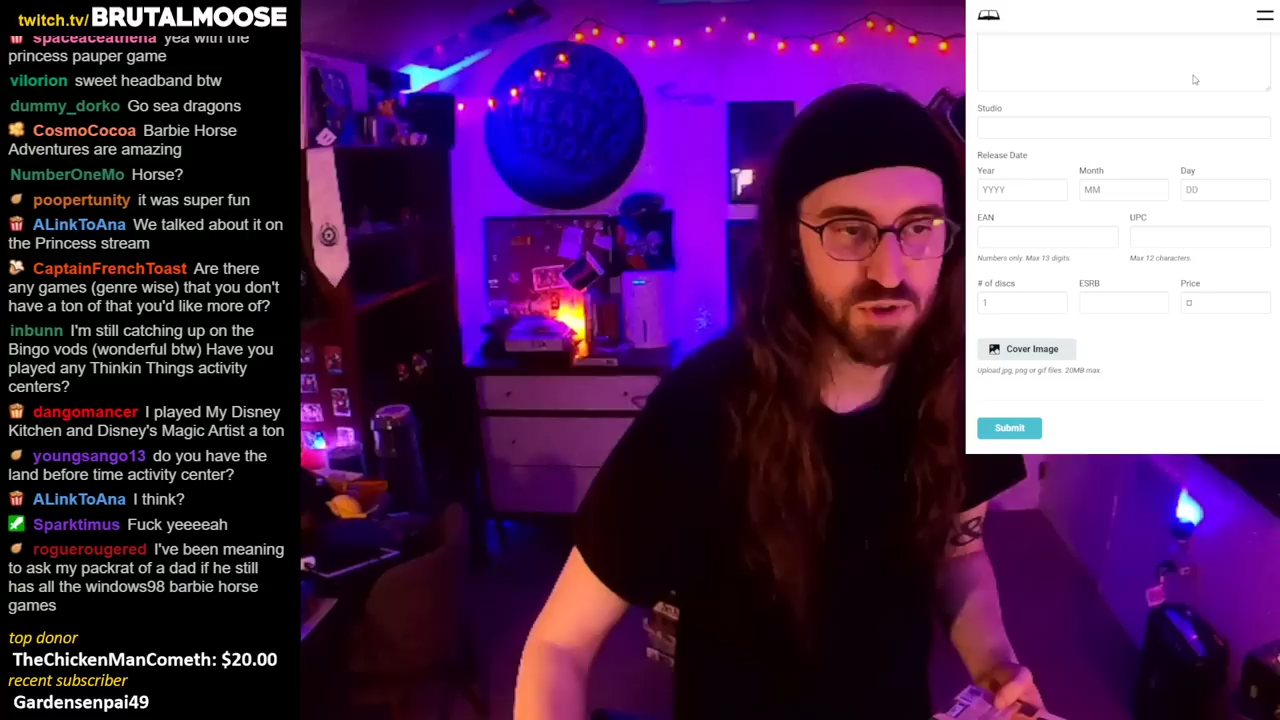 twitch.tv/BRUTALMOOSE
spaceaceathena yea with the
princess pauper game
vilorion sweet headband btw
dummy_dorko Go sea dragons
CosmoCocoa Barbie Horse
Adventures are amazing
NumberOneMo Horse?
poopertunity it was super fun
ALinkToAna We talked about it on
the Princess stream
CaptainFrenchToast Are there
any games (genre wise) that you don't
have a ton of that you'd like more of?
inbunn I'm still catching up on the
Bingo vods (wonderful btw) Have you
played any Thinkin Things activity
centers?
dangomancer I played My Disney
Kitchen and Disney's Magic Artist a ton
youngsango13 do you have the
land before time activity center?
ALinkToAna I think?
Sparktimus Fuck yeeeeah
roguerougered I've been meaning
to ask my packrat of a dad if he still
has all the windows98 barbie horse
games
top donor
TheChickenManCometh: $20.00
recent subscriber
Gardensenpai49
Studio
Release Date
Year Month Day
YYYY MM DD
EAN UPC
Numbers only. Max 13 digits. Max 12 characters.
# of discs ESRB Price
1
Cover Image
Upload jpg, png or gif files. 20MB max.
Submit